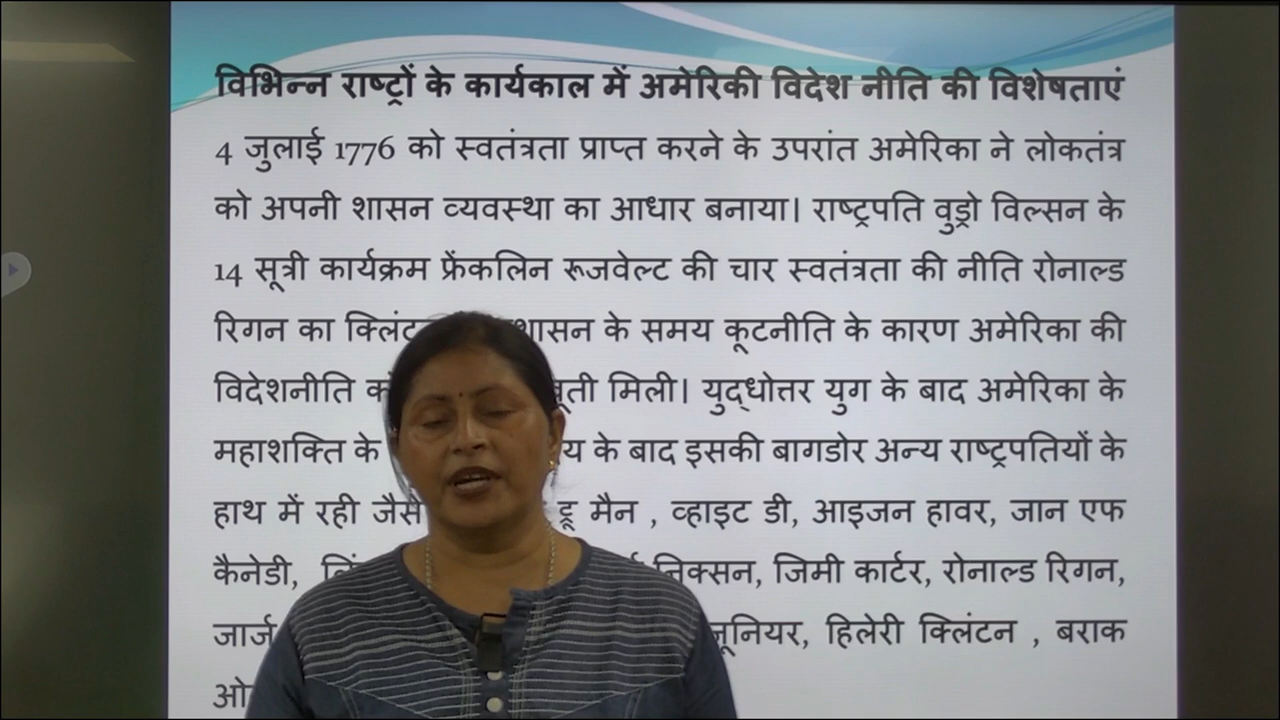 विभिन्न राष्ट्रों के कार्यकाल में अमेरिकी विदेश नीति की विशेषताएं
4 जुलाई 1776 को स्वतंत्रता प्राप्त करने के उपरांत अमेरिका ने लोकतंत्र
को अपनी शासन व्यवस्था का आधार बनाया। राष्ट्रपति वुड्रो विल्सन के
14 सूत्री कार्यक्रम फ्रेंकलिन रूजवेल्ट की चार स्वतंत्रता की नीति रोनाल्ड
रिगन का के समय कूटनीति के कारण अमेरिका की
विदेशनीति मिली। युद्धोत्तर युग के बाद अमेरिका के
महाशक्ति के के बाद इसकी बागडोर अन्य राष्ट्रपतियों के
हाथ में रही जैसे मैन , व्हाइट डी, आइजन हावर, जान एफ
कैनेडी, निक्सन, जिमी कार्टर, रोनाल्ड रिगन,
जार्ज हिलेरी क्लिंटन , बराक